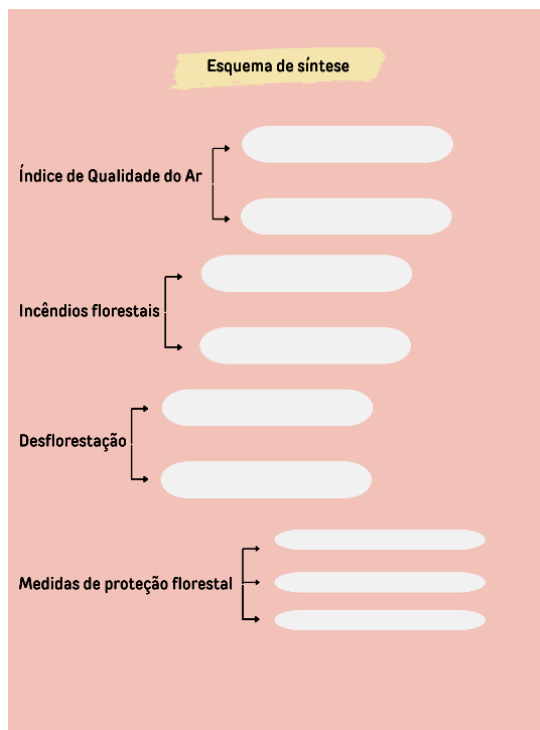 Esquema de síntese
Índice de Qualidade do Ar
Incêndios florestais
Desflorestação
Medidas de proteção florestal